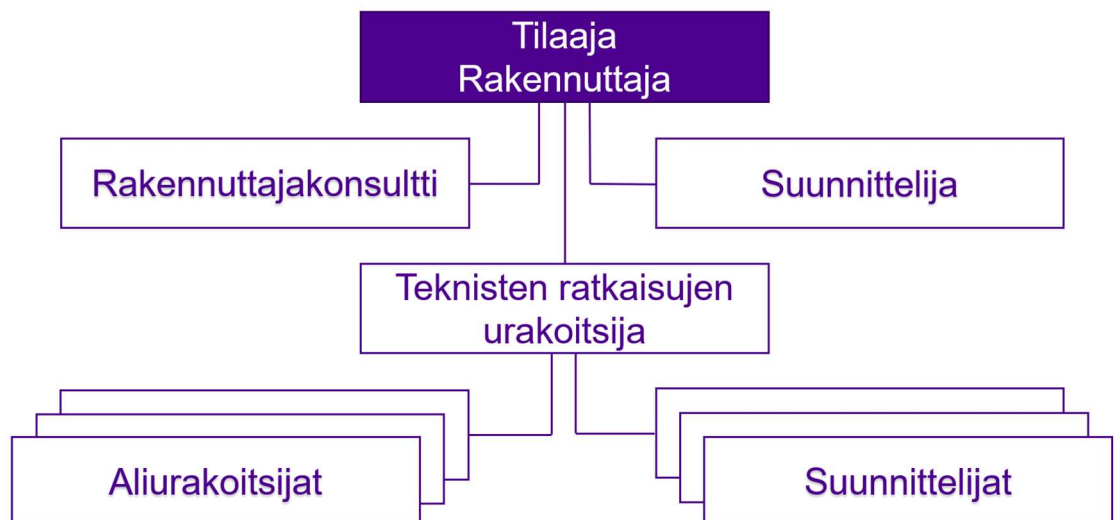 Tilaaja
Rakennuttaja
Rakennuttajakonsultti
Suunnittelija
Teknisten ratkaisujen
urakoitsija
Aliurakoitsijat
Suunnittelijat